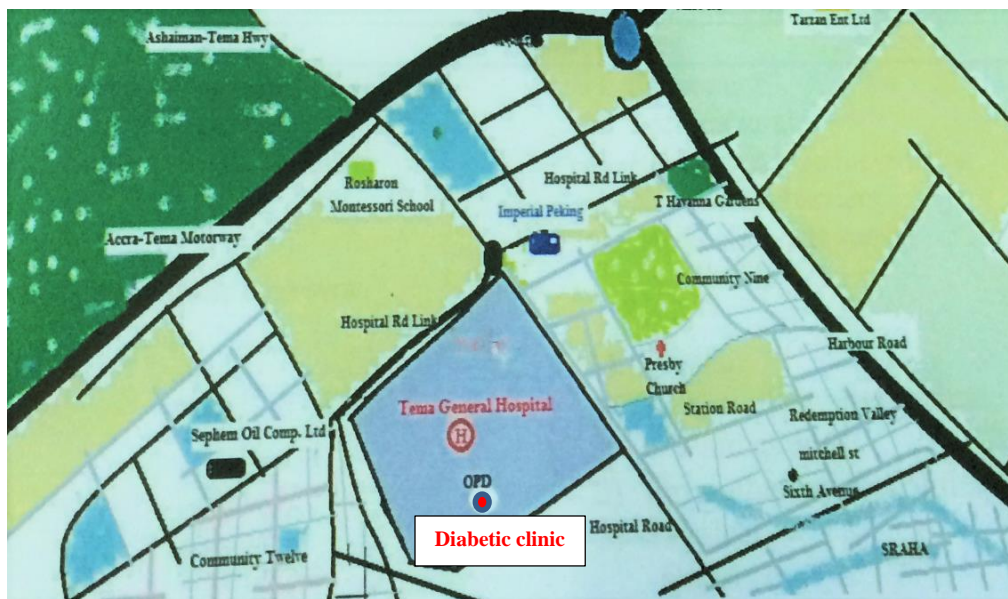 Tarzan Ent Ltd
Ashaiman-Tema Hwy
Hospital Rd Link
Rosharon
Montessori School
T Havanna Gardens
Imperial Peking
Accra-Tema Motorway
Community Nine
Hospital Rd Link
Harbour Road
Presby
Church
Tema General Hospital
Station Road
Redemption Valley
Sephem Oil Comp. Ltd
H
mitchell st
OPD
Sixth Avenue
Hospital Road
Diabetic clinic
Community Twelve
SRAHA